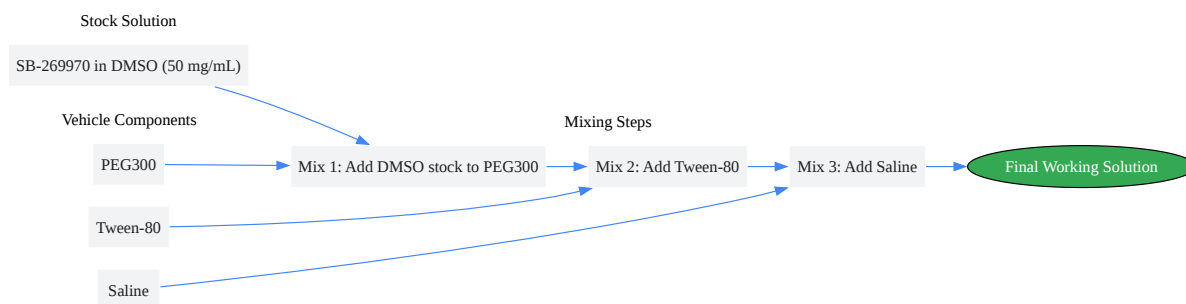 Stock Solution
SB-269970 in DMSO (50 mg/mL)
Vehicle Components
PEG300
Tween-80
Saline
Mixing Steps
Mix 1: Add DMSO stock to PEG300
Mix 2: Add Tween-80
Mix 3: Add Saline
Final Working Solution